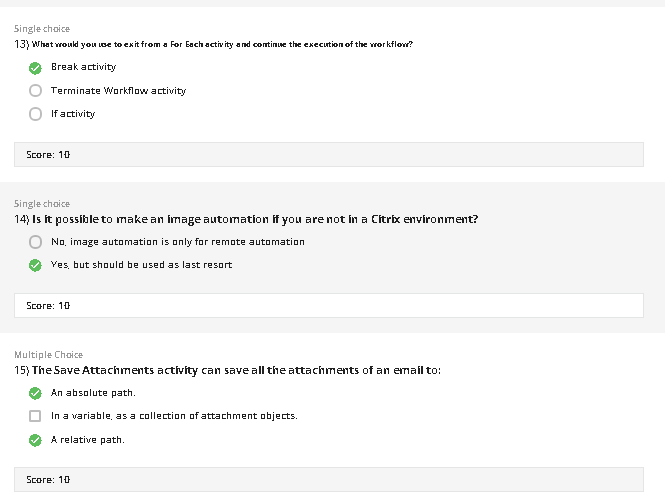 Single choice
13) What would you use to exit from a For Each activity and continue the execution of the workflow?
Break activity
Terminate Workflow activity
If activity
Score: 10
Single choice
14) Is it possible to make an image automation if you are not in a Citrix environment?
No, image automation is only for remote automation
Yes, but should be used as last resort
Score: 10
Multiple Choice
15) The Save Attachments activity can save all the attachments of an email to:
An absolute path.
In a variable, as a collection of attachment objects.
A relative path.
Score: 10